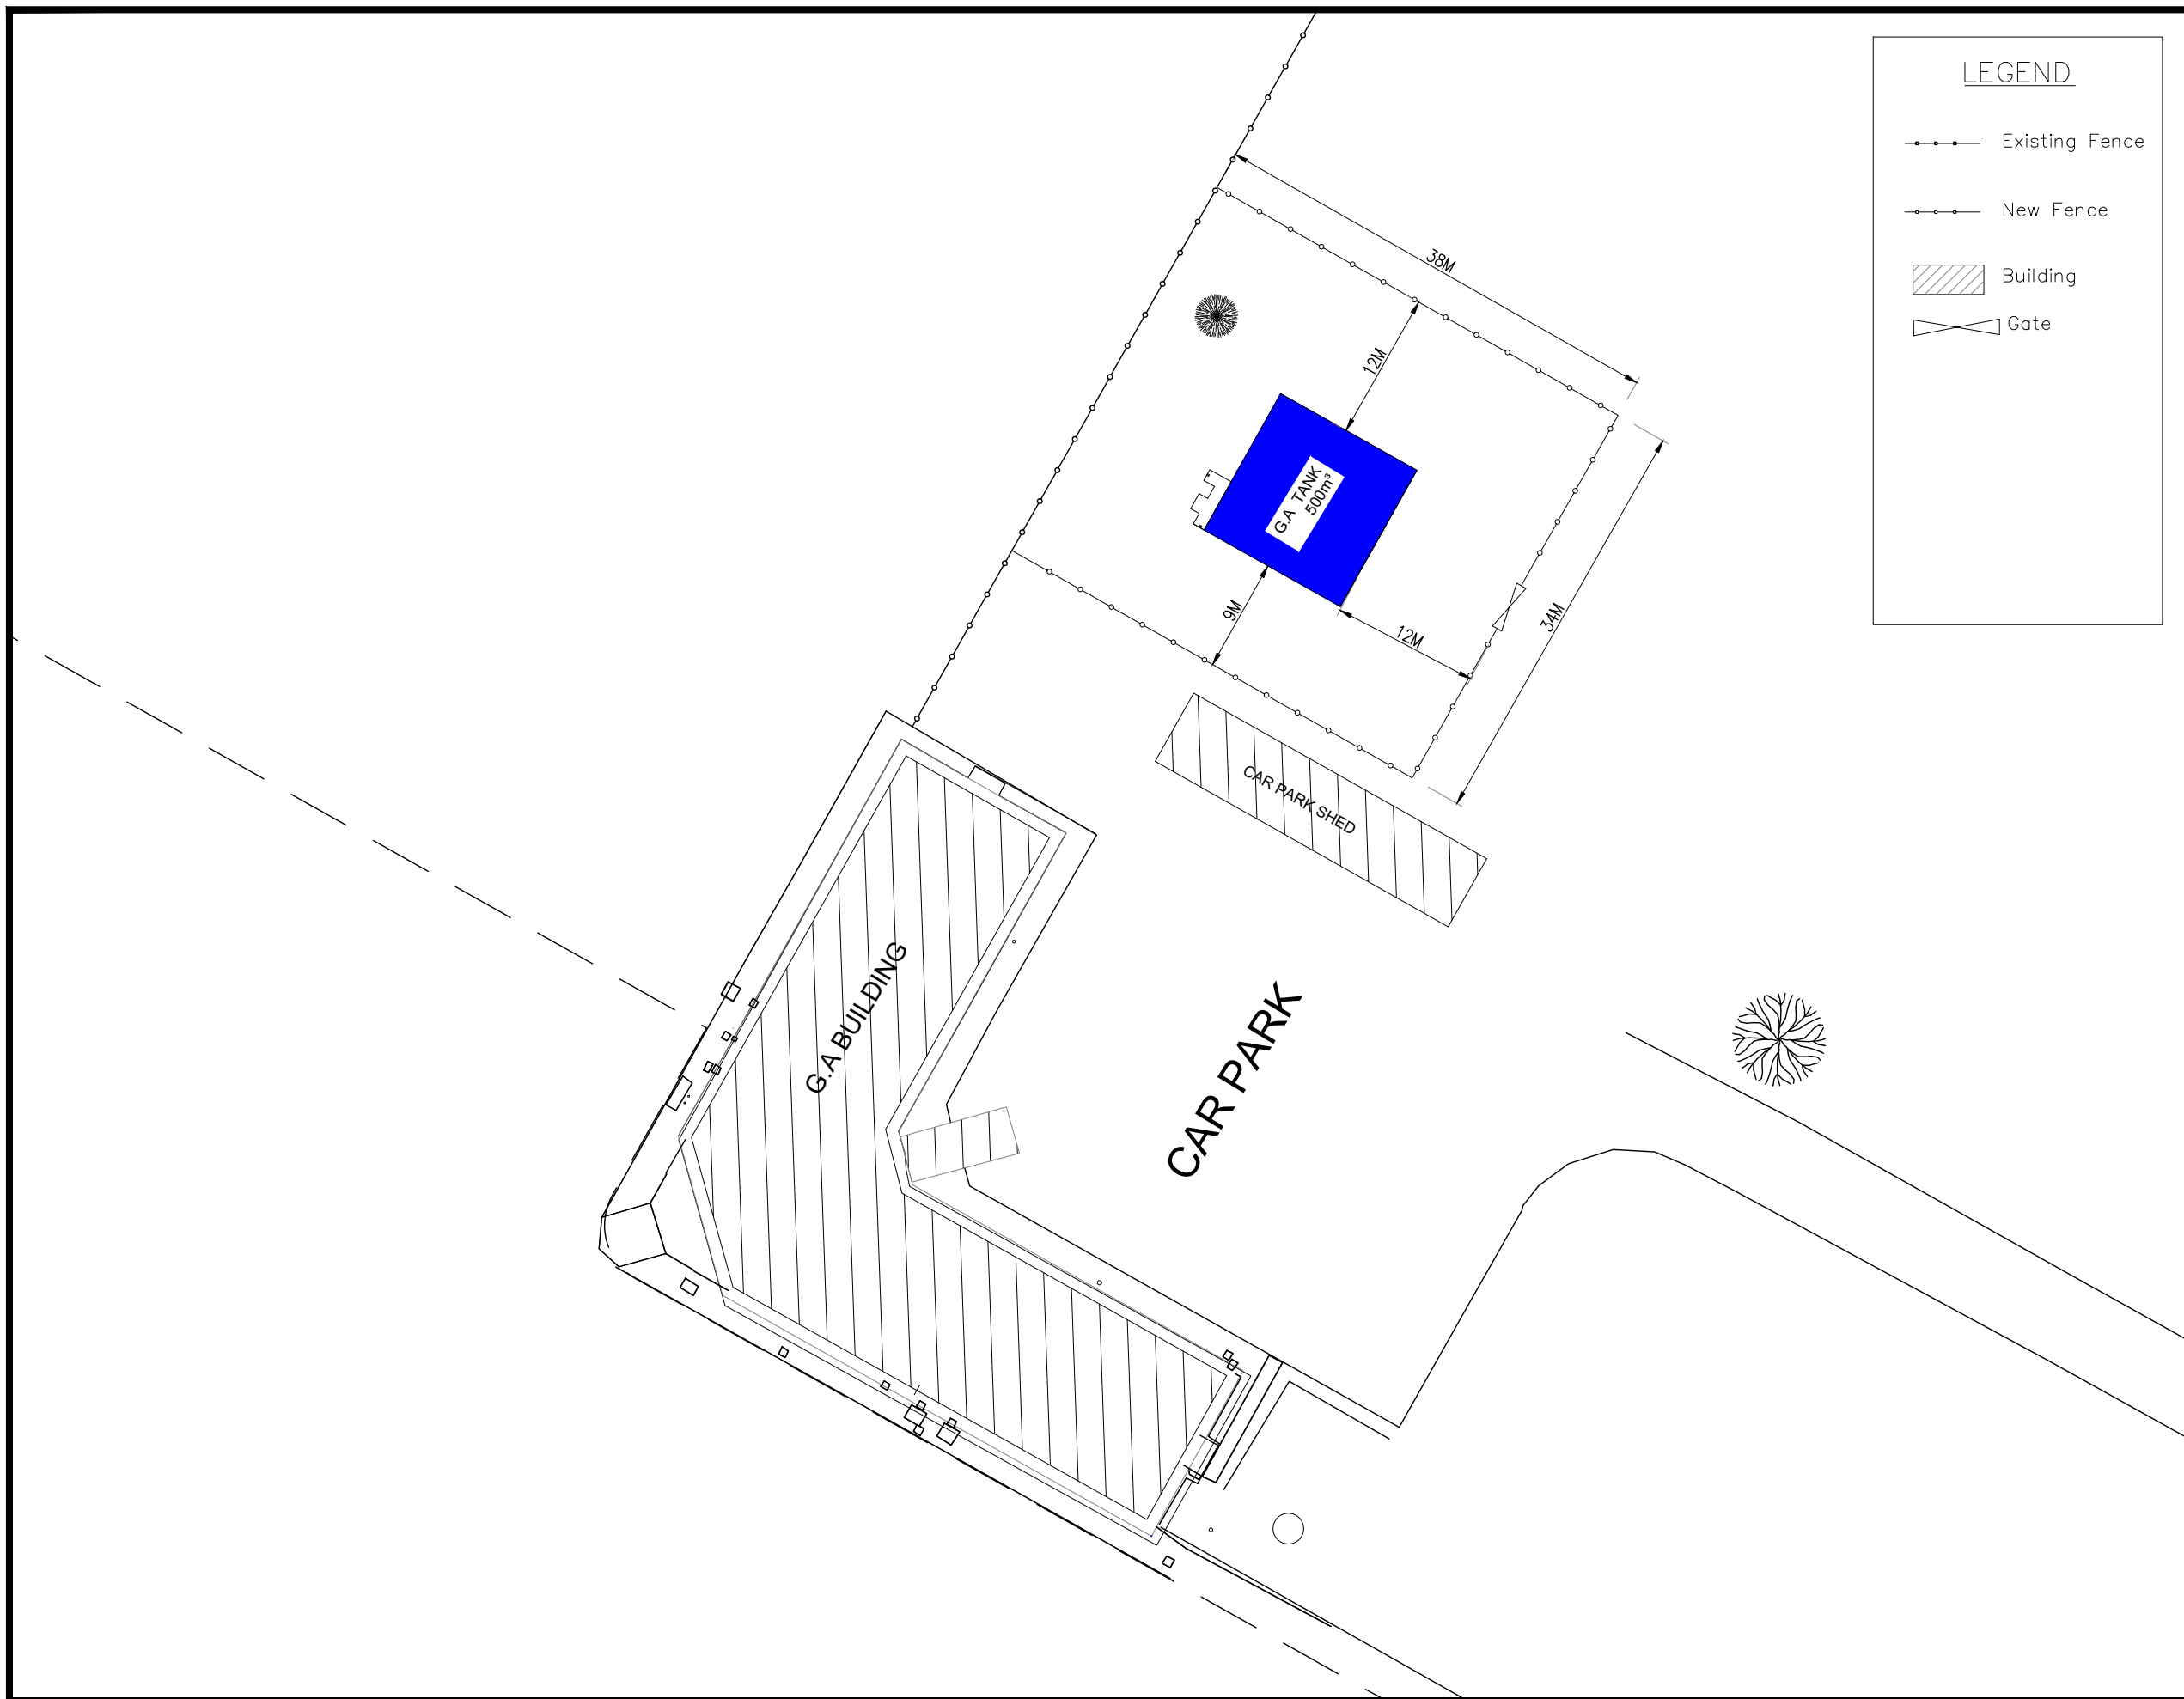 LEGEND
Existing Fence
New Fence
Building
Gate
38M
12M
G.A TANK
500m³
34M
9M
12M
CAR PARK SHED
G.A BUILDING
CAR PARK